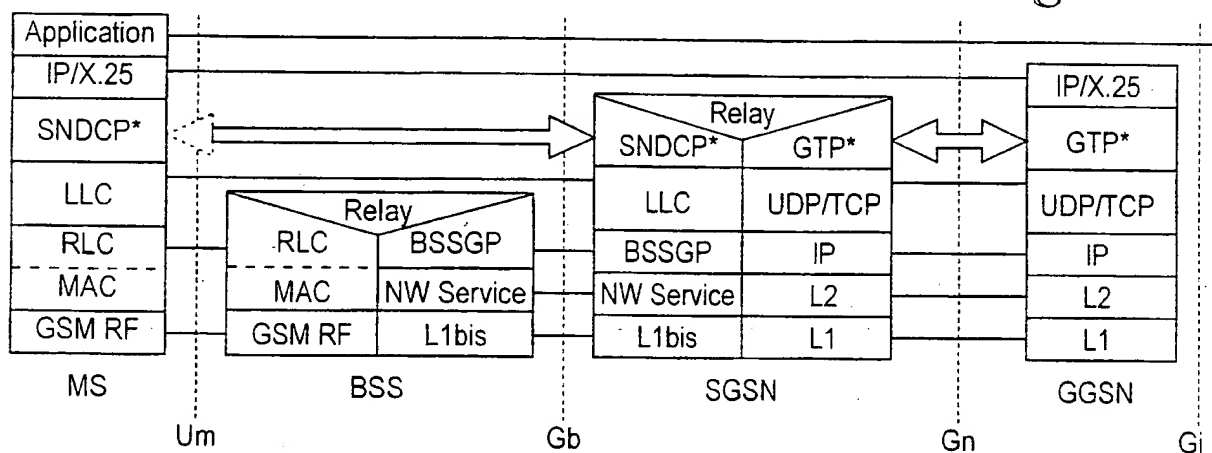 g
Application
IP/X.25
IP/X.25
Relay
SNDCP*
SNDCP*
GTP*
GTP*
LLC
Relay
LLC
UDP/TCP
UDP/TCP
RLC
RLC
BSSGP
BSSGP
IP
IP
MAC
MAC
NW Service
NW Service
L2
L2
GSM RF
GSM RF
L1bis
L1bis
L1
L1
MS
BSS
SGSN
GGSN
Um
Gb
Gn
Gi